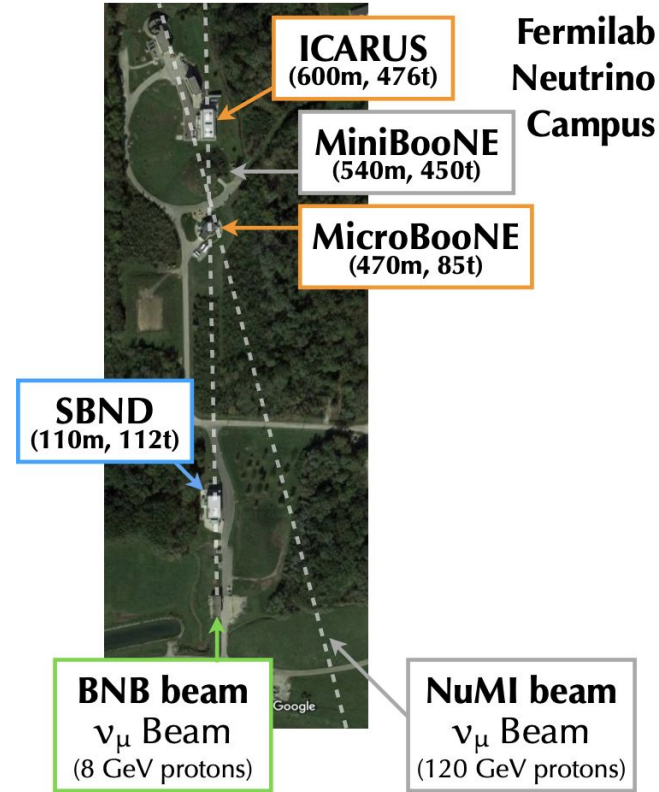 Fermilab
Neutrino
Campus
ICARUS
(600m, 476t)
MiniBooNE
(540m, 450t)
MicroBooNE
(470m, 85t)
SBND
(110m, 112t)
BNB beam
νμ Beam
(8 GeV protons)
Google
NuMI beam
νμ Beam
(120 GeV protons)